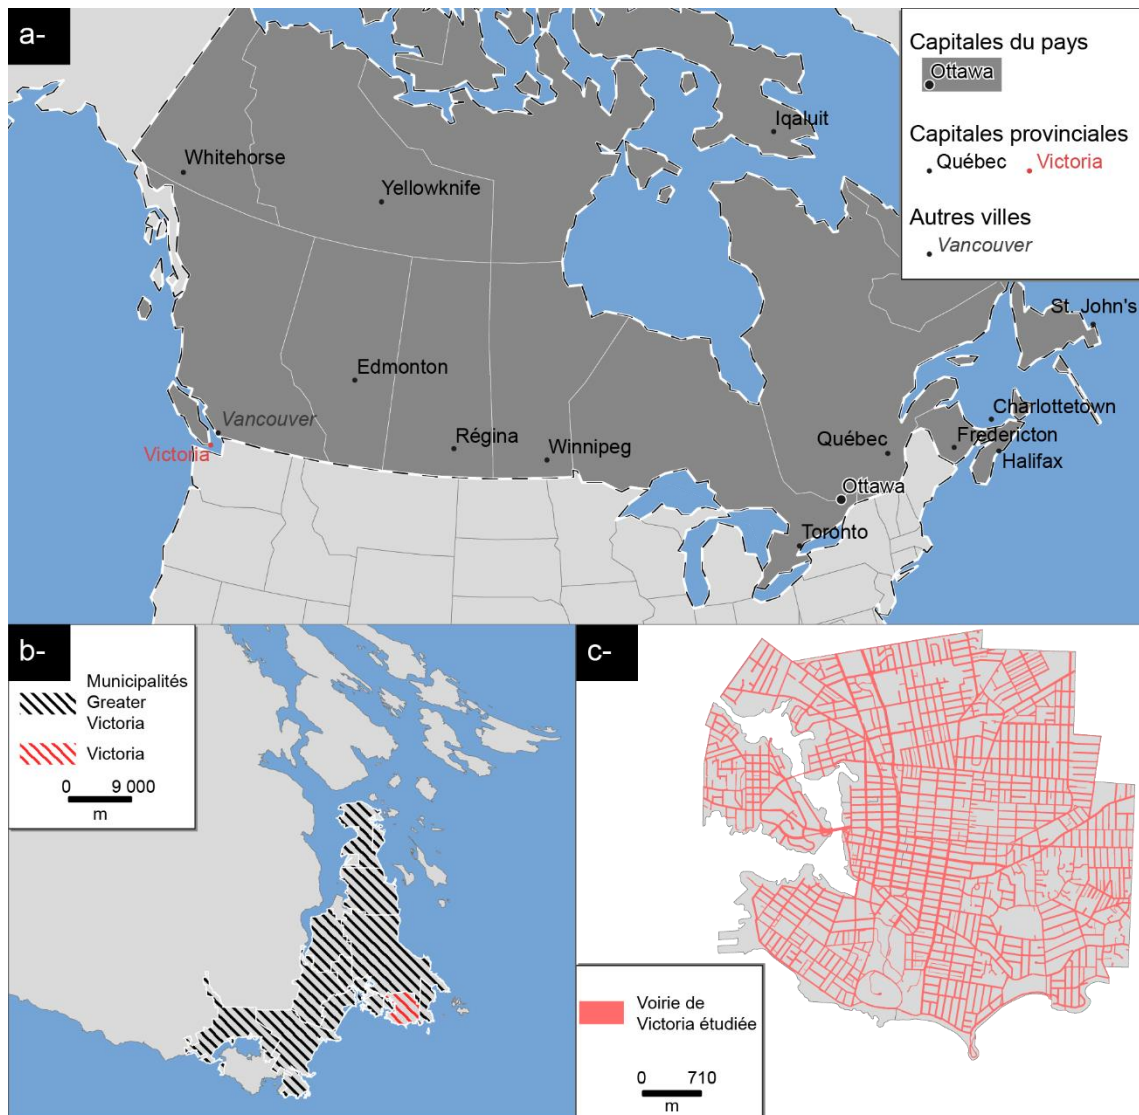 a-
Capitales du pays
Ottawa
Capitales provinciales
Québec
Victoria
Autres villes
Vancouver
Iqaluit
Whitehorse
Yellowknife
St. John's
Edmonton
Charlottetown
Vancouver
Régina
Québec
Fredericton
Victoria
Winnipeg
Halifax
Ottawa
Toronto
b-
Municipalités
Greater
Victoria
Victoria
0 9 000
m
c-
Voirie de
Victoria étudiée
0 710
m